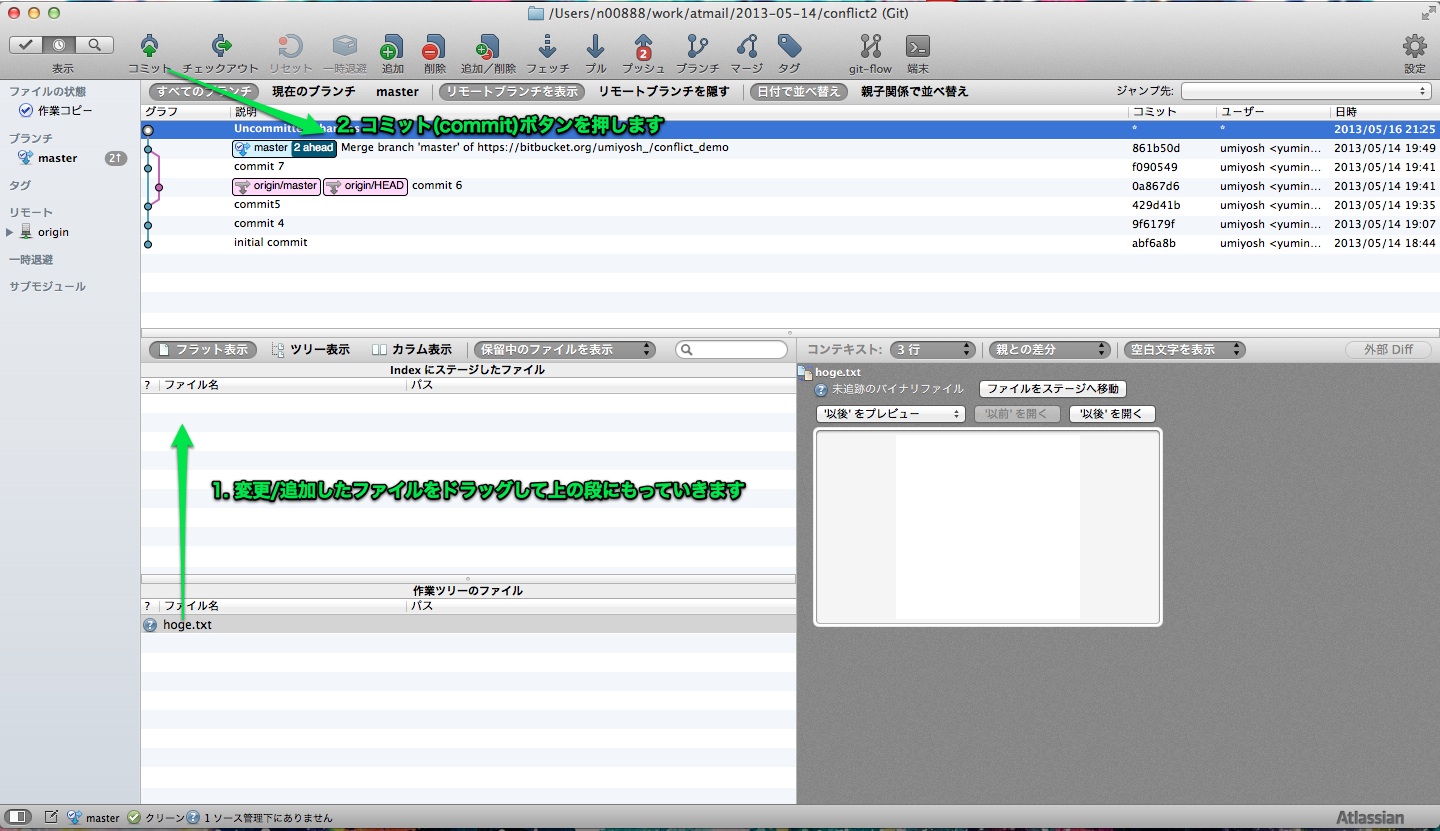 /Users/n00888/work/atmail/2013-05-14/conflict2 (Git)
表示 コミット チェックアウト リセット 一時退避 追加 削除 追加／削除 フェッチ プル 2 プッシュ ブランチ マージ タグ git-flow 端末 設定
ファイルの状態
作業コピー
ブランチ
master 2↑
タグ
リモート
origin
一時退避
サブモジュール
すべてのブランチ 現在のブランチ master リモートブランチを表示 リモートブランチを隠す 日付で並べ替え 親子関係で並べ替え ジャンプ先:
グラフ 説明 コミット ユーザー 日時
2. コミット(commit)ボタンを押します
* * 2013/05/16 21:25
master 2 ahead Merge branch 'master' of https://bitbucket.org/umiyosh_/conflict_demo 861b50d umiyosh <yumin... 2013/05/14 19:49
commit 7 f090549 umiyosh <yumin... 2013/05/14 19:41
origin/master origin/HEAD commit 6 0a867d6 umiyosh <yumin... 2013/05/14 19:41
commit5 429d41b umiyosh <yumin... 2013/05/14 19:35
commit 4 9f6179f umiyosh <yumin... 2013/05/14 19:07
initial commit abf6a8b umiyosh <yumin... 2013/05/14 18:44
フラット表示 ツリー表示 カラム表示 保留中のファイルを表示
Index にステージしたファイル
? ファイル名 パス
1. 変更/追加したファイルをドラッグして上の段にもっていきます
作業ツリーのファイル
? ファイル名 パス
hoge.txt
コンテキスト: 3 行 親との差分 空白文字を表示 外部 Diff
hoge.txt
未追跡のバイナリファイル ファイルをステージへ移動
'以後' をプレビュー '以前' を開く '以後' を開く
master クリーン ? 1 ソース管理下にありません
Atlassian